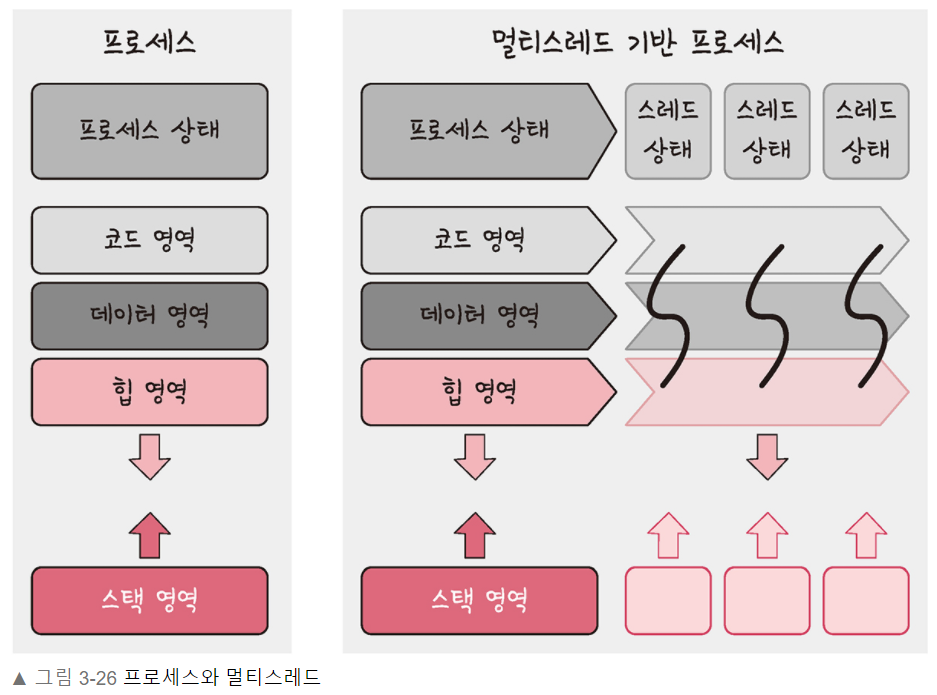 프로세스
프로세스 상태
코드 영역
데이터 영역
힙 영역
스택 영역
멀티스레드 기반 프로세스
프로세스 상태
스레드
상태
스레드
상태
스레드
상태
코드 영역
데이터 영역
힙 영역
스택 영역
▲ 그림 3-26 프로세스와 멀티스레드